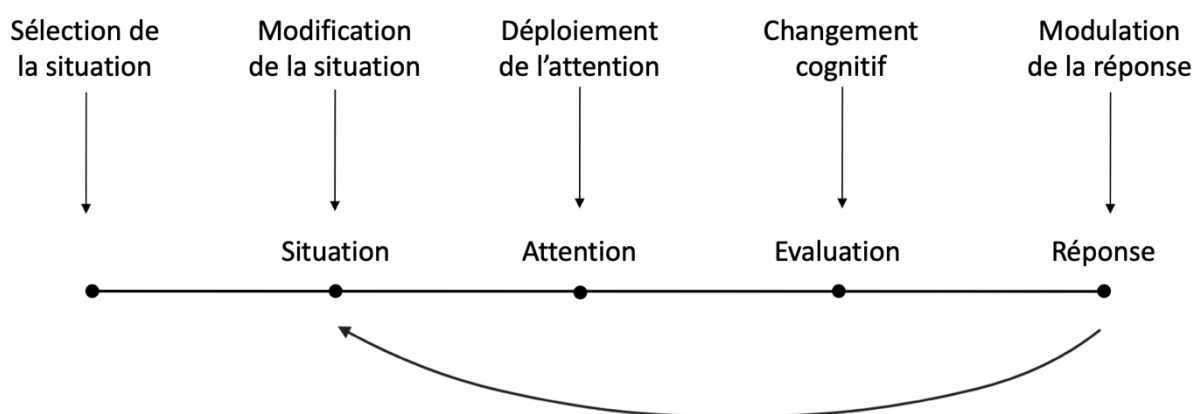 Sélection de
la situation
Modification
de la situation
Déploiement
de l’attention
Changement
cognitif
Modulation
de la réponse
Situation
Attention
Evaluation
Réponse